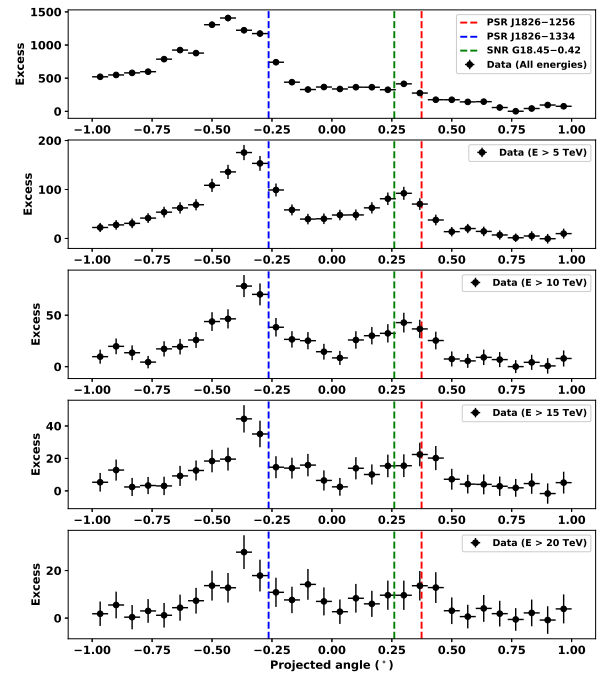 1500
1000
500
0
Excess
PSR J1826−1256
PSR J1826−1334
SNR G18.45−0.42
Data (All energies)
−1.00 −0.75 −0.50 −0.25 0.00 0.25 0.50 0.75 1.00
200
100
0
Excess
Data (E > 5 TeV)
−1.00 −0.75 −0.50 −0.25 0.00 0.25 0.50 0.75 1.00
50
0
Excess
Data (E > 10 TeV)
−1.00 −0.75 −0.50 −0.25 0.00 0.25 0.50 0.75 1.00
40
20
0
Excess
Data (E > 15 TeV)
−1.00 −0.75 −0.50 −0.25 0.00 0.25 0.50 0.75 1.00
20
0
Excess
Data (E > 20 TeV)
−1.00 −0.75 −0.50 −0.25 0.00 0.25 0.50 0.75 1.00
Projected angle (°)